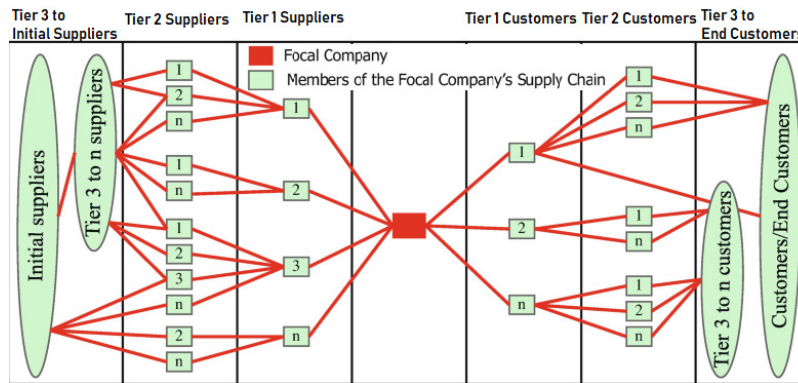 Tier 3 to
Initial Suppliers
Tier 2 Suppliers
Tier 1 Suppliers
Tier 1 Customers
Tier 2 Customers
Tier 3 to
End Customers
Focal Company
Members of the Focal Company's Supply Chain
Initial suppliers
Tier 3 to n suppliers
1
2
n
1
n
1
2
3
n
2
n
1
2
3
n
1
2
n
1
2
n
1
n
1
2
n
Tier 3 to n customers
Customers/End Customers